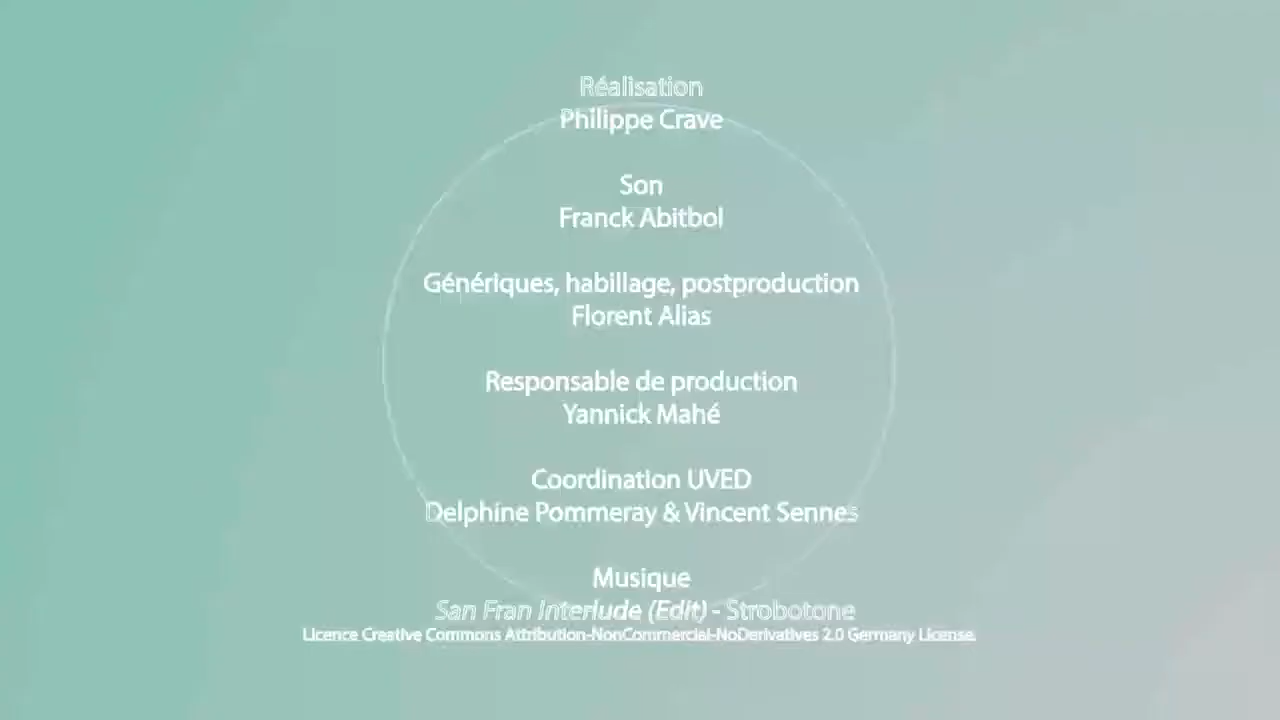 Réalisation
Philippe Crave
Son
Franck Abitbol
Génériques, habillage, postproduction
Florent Alias
Responsable de production
Yannick Mahé
Coordination UVED
Delphine Pommeray & Vincent Sennes
Musique
San Fran Interlude (Edit) - Strobotone
Licence Creative Commons Attribution-NonCommercial-NoDerivatives 2.0 Germany License.